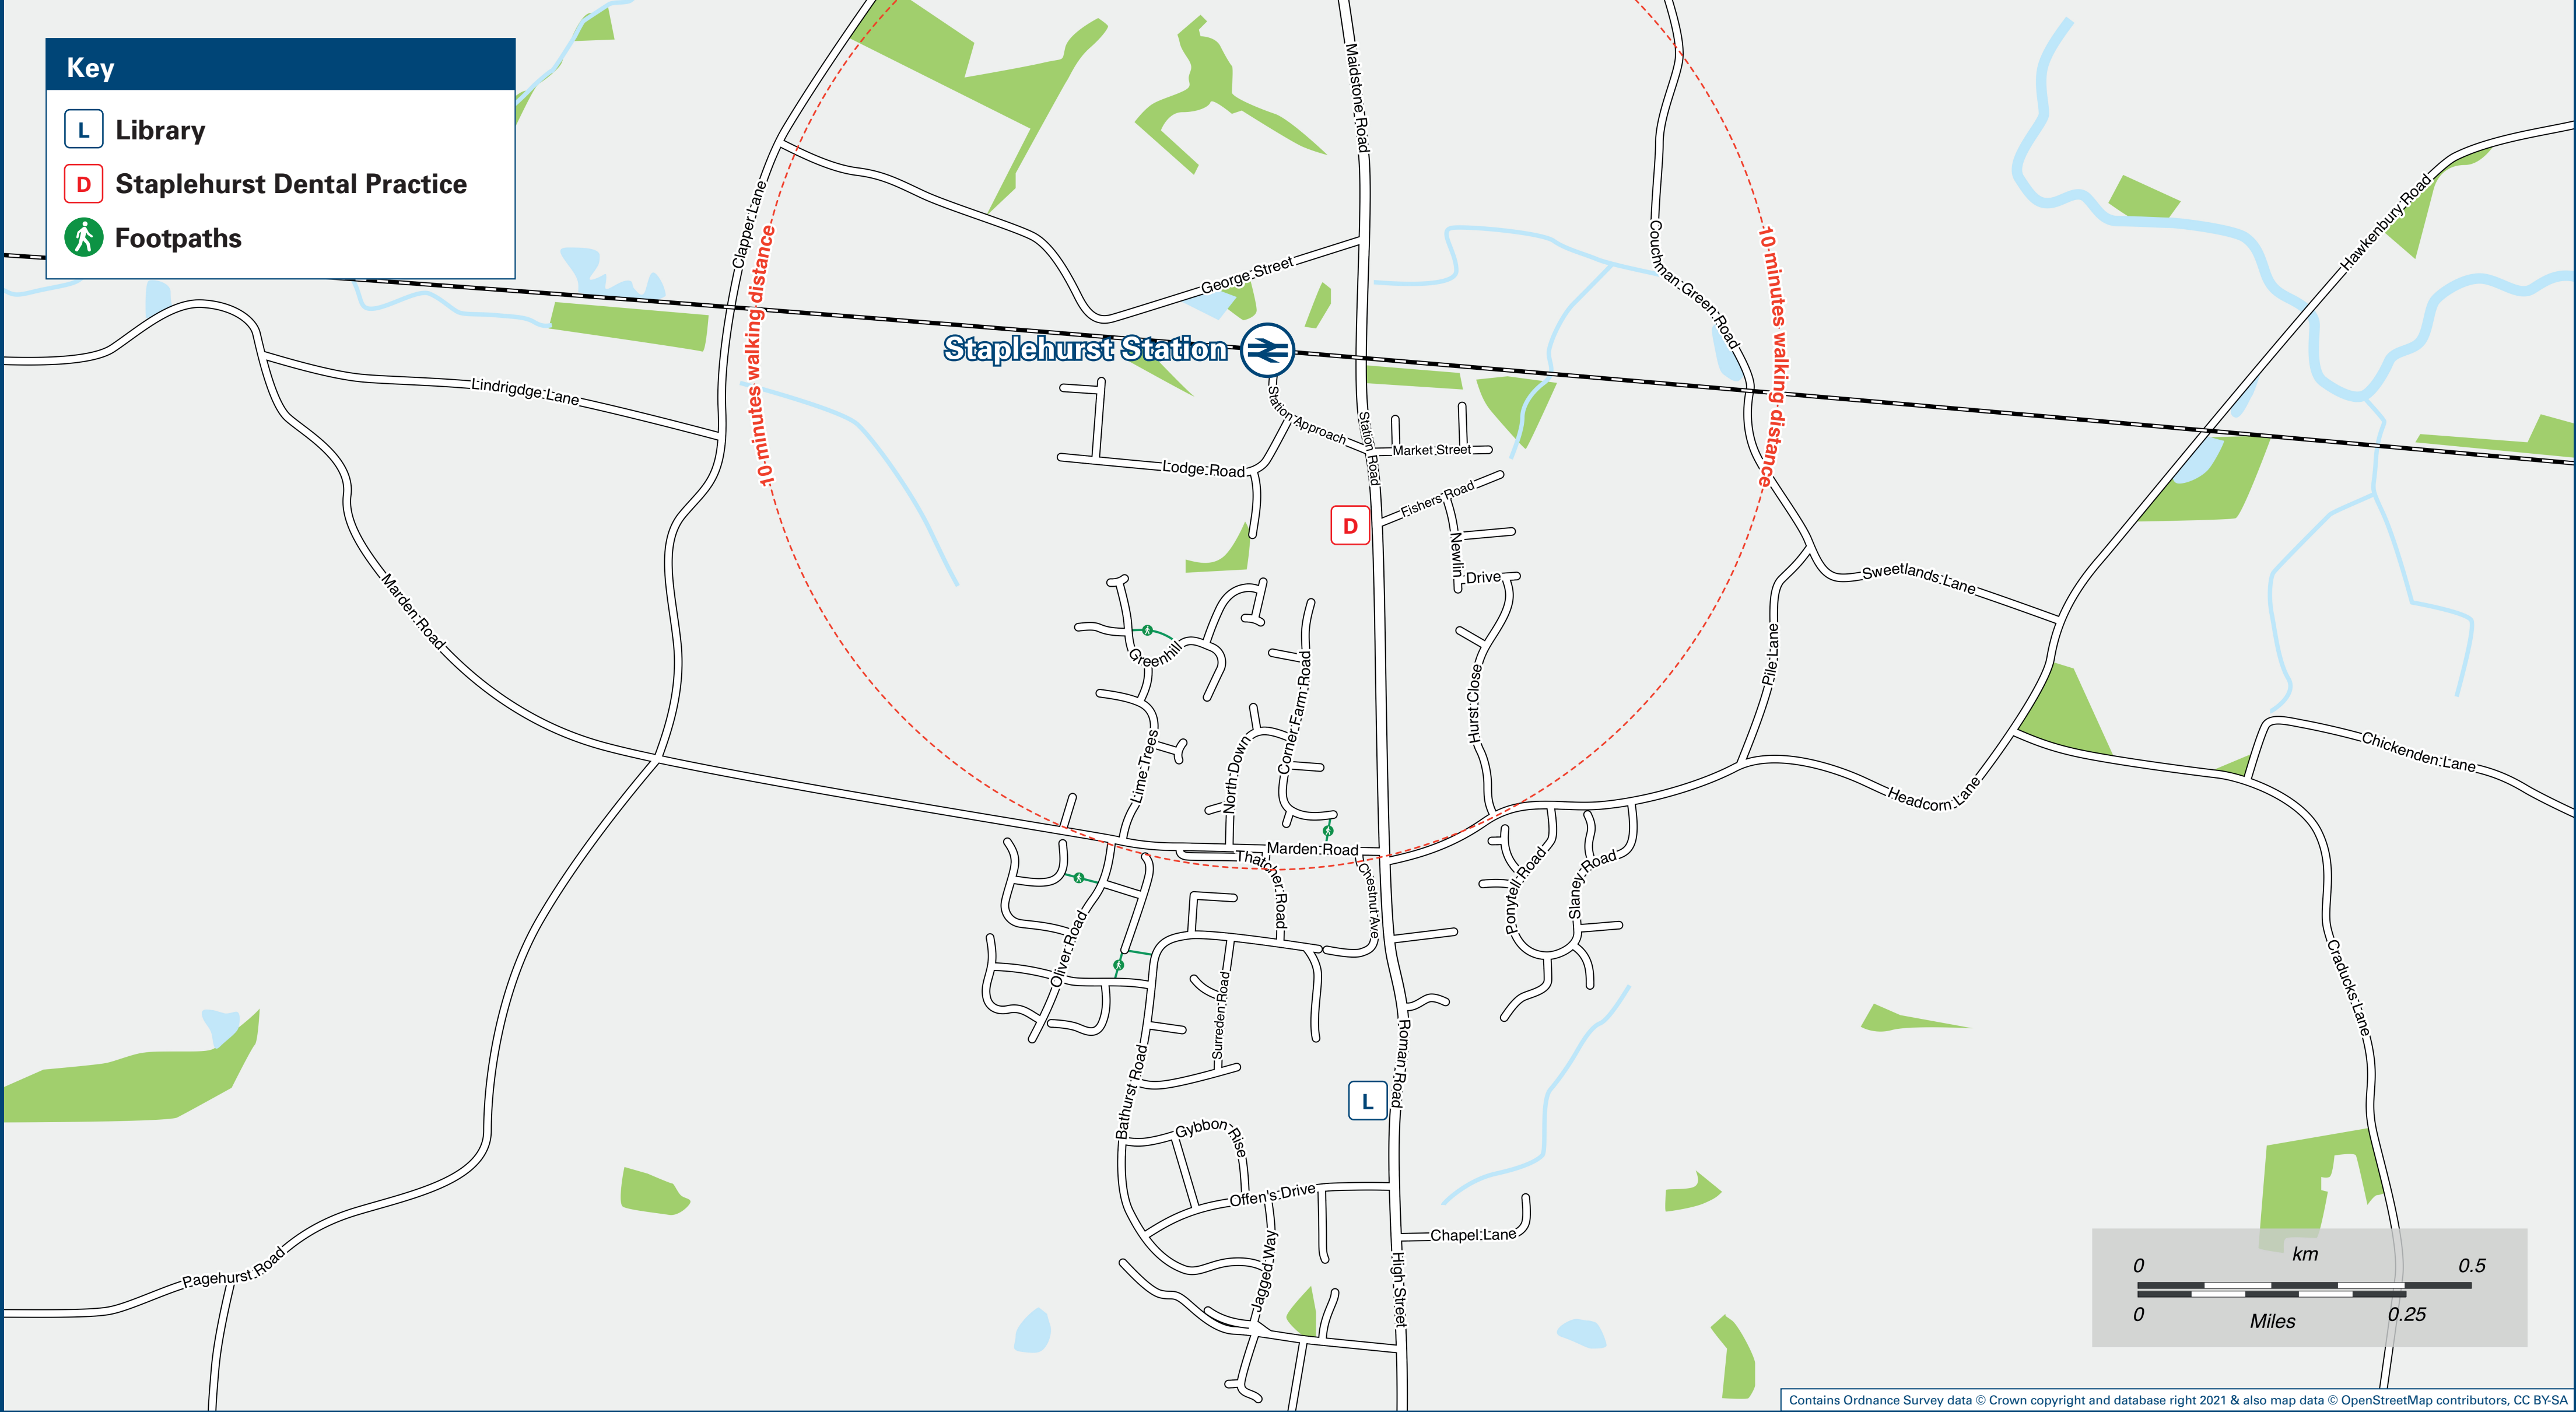 Key
L Library
D Staplehurst Dental Practice
Footpaths
Maidstone Road
Clapper Lane
10 minutes walking distance
George Street
Couchman Green Road
10 minutes walking distance
Hawkenbury Road
Staplehurst Station
Lindrigdge Lane
Station Approach
Station Road
Market Street
Lodge Road
Fishers Road
D
Newlin Drive
Sweetlands Lane
Marden Road
Greenhill
Corner Farm Road
Hurst Close
Pile Lane
Lime Trees
North Down
Chickenden Lane
Headcorn Lane
Marden Road
Thatcher Road
Chestnut Ave
Ponytell Road
Slaney Road
Oliver Road
Surreden Road
Craducks Lane
Roman Road
Bathurst Road
L
Gybbon Rise
Offen's Drive
Chapel Lane
Jagged Way
High Street
Pagehurst Road
km
0 0.5
0 0.25
Miles
Contains Ordnance Survey data © Crown copyright and database right 2021 & also map data © OpenStreetMap contributors, CC BY-SA